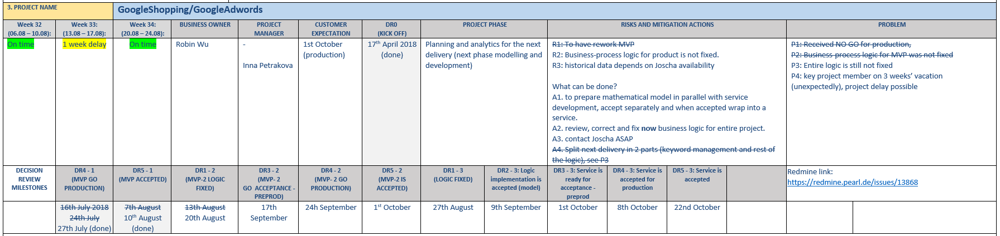 3. PROJECT NAME
GoogleShopping/GoogleAdwords
Week 32
(06.08 – 10.08):
Week 33:
(13.08 – 17.08):
Week 34:
(20.08 – 24.08):
BUSINESS OWNER
PROJECT
MANAGER
CUSTOMER
EXPECTATION
DR0
(KICK OFF)
PROJECT PHASE
RISKS AND MITIGATION ACTIONS
PROBLEM
On time
1 week delay
On time
Robin Wu
-
Inna Petrakova
1st October
(production)
17th April 2018
(done)
Planning and analytics for the next
delivery (next phase modelling and
development)
R1: To have rework MVP
R2: Business-process logic for product is not fixed.
R3: historical data depends on Joscha availability
What can be done?
A1. to prepare mathematical model in parallel with service
development, accept separately and when accepted wrap into a
service.
A2. review, correct and fix now business logic for entire project.
A3. contact Joscha ASAP
A4. Split next delivery in 2 parts (keyword management and rest of
the logic), see P3
P1: Received NO GO for production,
P2: Business-process logic for MVP was not fixed
P3: Entire logic is still not fixed
P4: key project member on 3 weeks’ vacation
(unexpectedly), project delay possible
DECISION
REVIEW
MILESTONES
DR4 - 1
(MVP GO
PRODUCTION)
DR5 - 1
(MVP ACCEPTED)
DR1 - 2
(MVP-2 LOGIC
FIXED)
DR3 - 2
(MVP- 2
GO ACCEPTANCE -
PREPROD)
DR4 - 2
(MVP- 2 GO
PRODUCTION)
DR5 - 2
(MVP-2 IS
ACCEPTED)
DR1 - 3
(LOGIC FIXED)
DR2 - 3: Logic
implementation is
accepted (model)
DR3 - 3: Service is
ready for
acceptance -
preprod
DR4 - 3: Service is
accepted for
production
DR5 - 3: Service is
accepted
Redmine link:
https://redmine.pearl.de/issues/13868
16th July 2018
24th July
27th July (done)
7th August
10th August
(done)
13th August
20th August
17th
September
24h September
1st October
27th August
9th September
1st October
8th October
22nd October